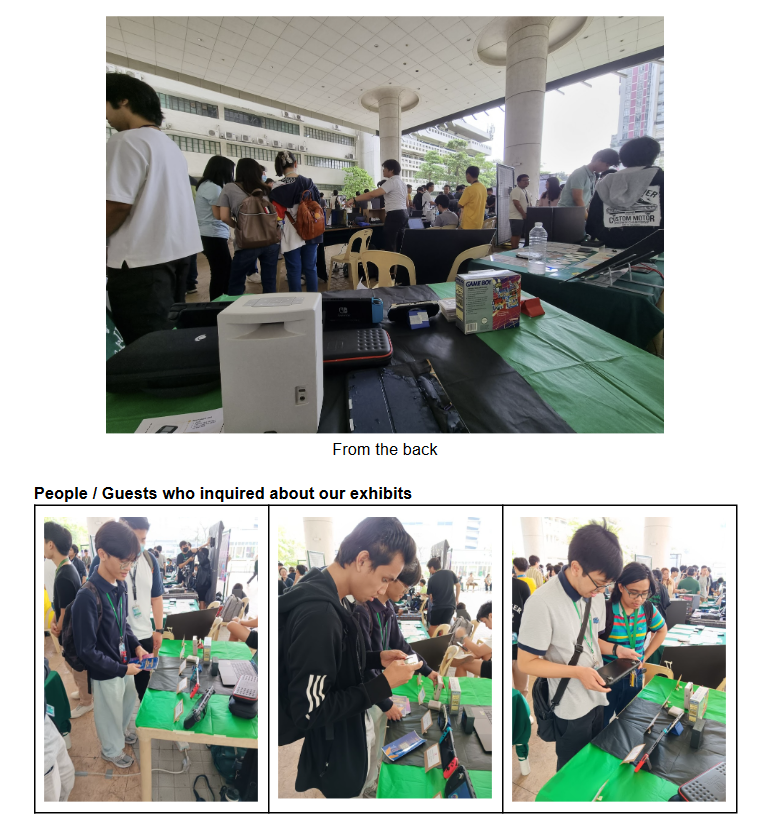 CUSTOM MOTOR
GAME BOY
From the back
People / Guests who inquired about our exhibits